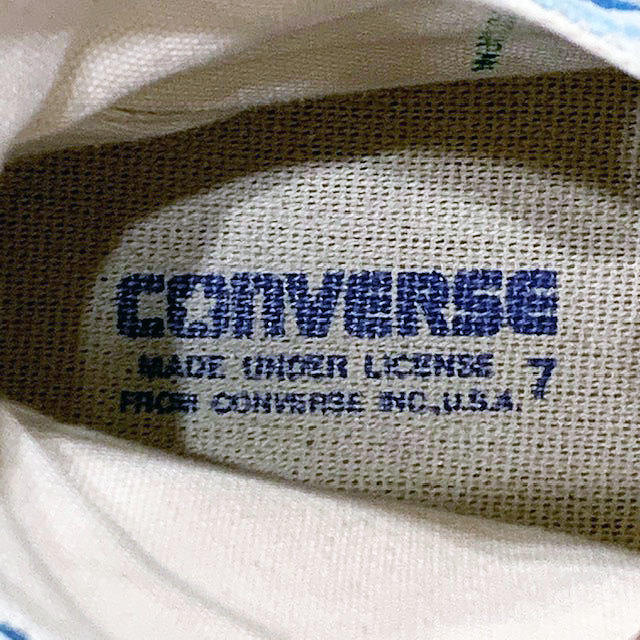 CONVERSE
MADE UNDER LICENSE 7
FROM CONVERSE INC., U.S.A.